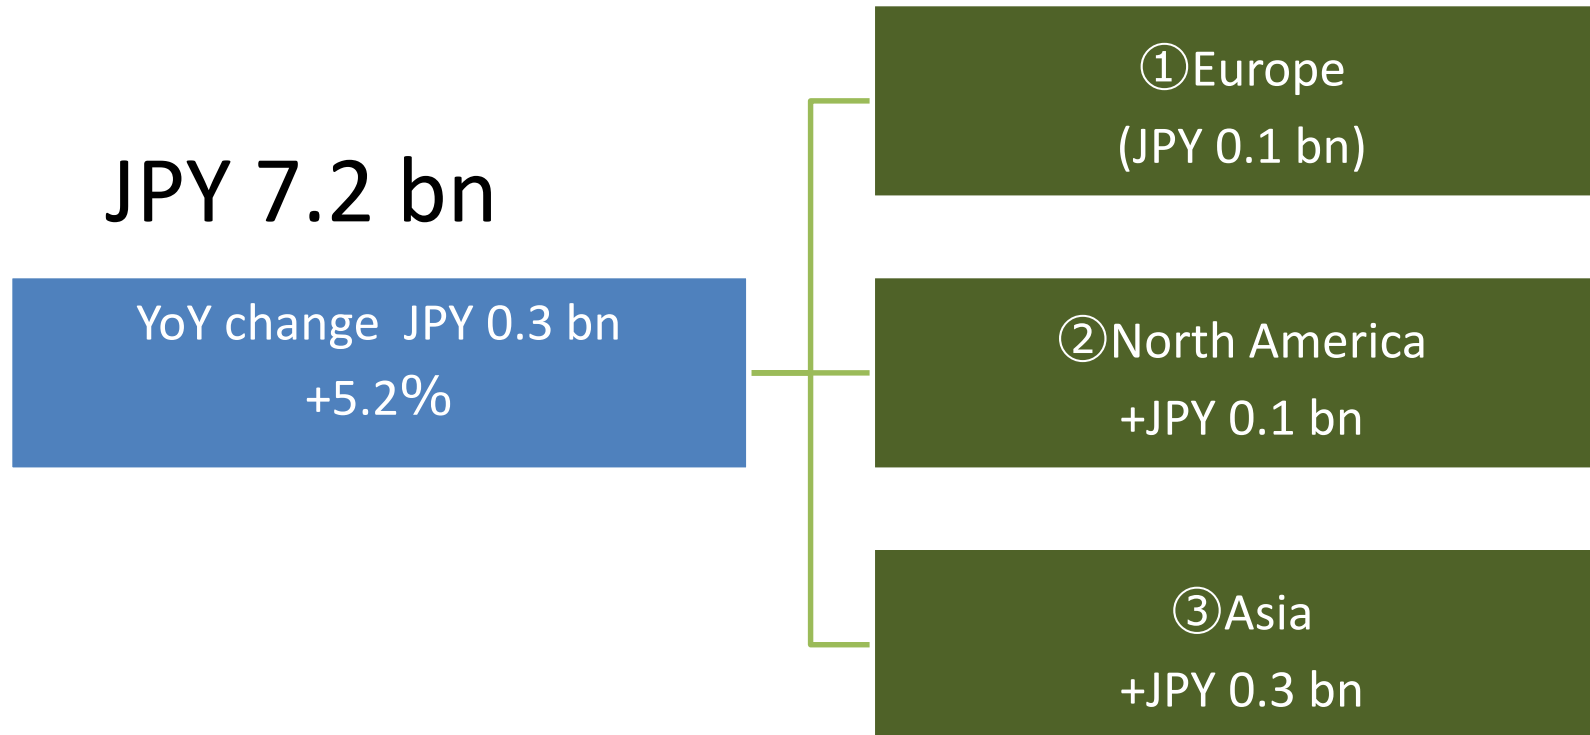 JPY 7.2 bn
YoY change  JPY 0.3 bn
+5.2%
①Europe
(JPY 0.1 bn)
②North America
+JPY 0.1 bn
③Asia
+JPY 0.3 bn